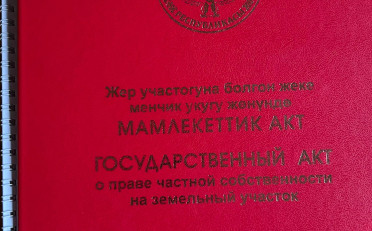 Жер участогуна болгон жеке
менчик укугу жөнүндө
МАМЛЕКЕТТИК АКТ
ГОСУДАРСТВЕННЫЙ АКТ
о праве частной собственности
на земельный участок